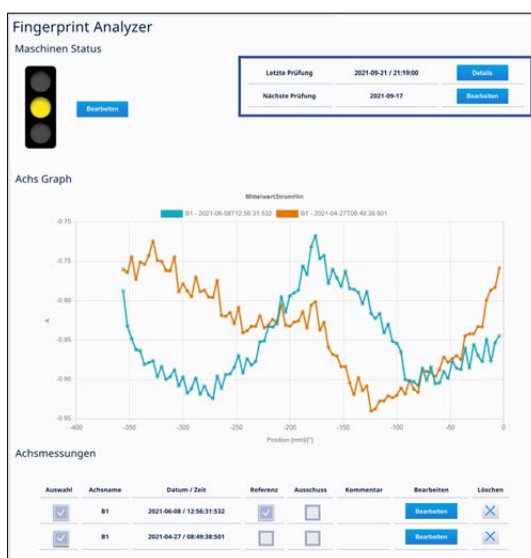 Fingerprint Analyzer
Maschinen Status
Bearbeiten
Letzte Prüfung 2021-09-21 / 21:19:00 Details
Nächste Prüfung 2021-09-17 Bearbeiten
Achs Graph
MittelwertStromHin
B1 - 2021-06-08T12:56:31:532 B1 - 2021-04-27T08:49:38:501
-0.70
-0.75
-0.80
A
-0.85
-0.90
-0.95
-400 -350 -300 -250 -200 -150 -100 -50 0
Position [mm]/[°]
Achsmessungen
Auswahl Achsname Datum / Zeit Referenz Ausschuss Kommentar Bearbeiten Löschen
B1 2021-06-08 / 12:56:31:532 Bearbeiten
B1 2021-04-27 / 08:49:38:501 Bearbeiten